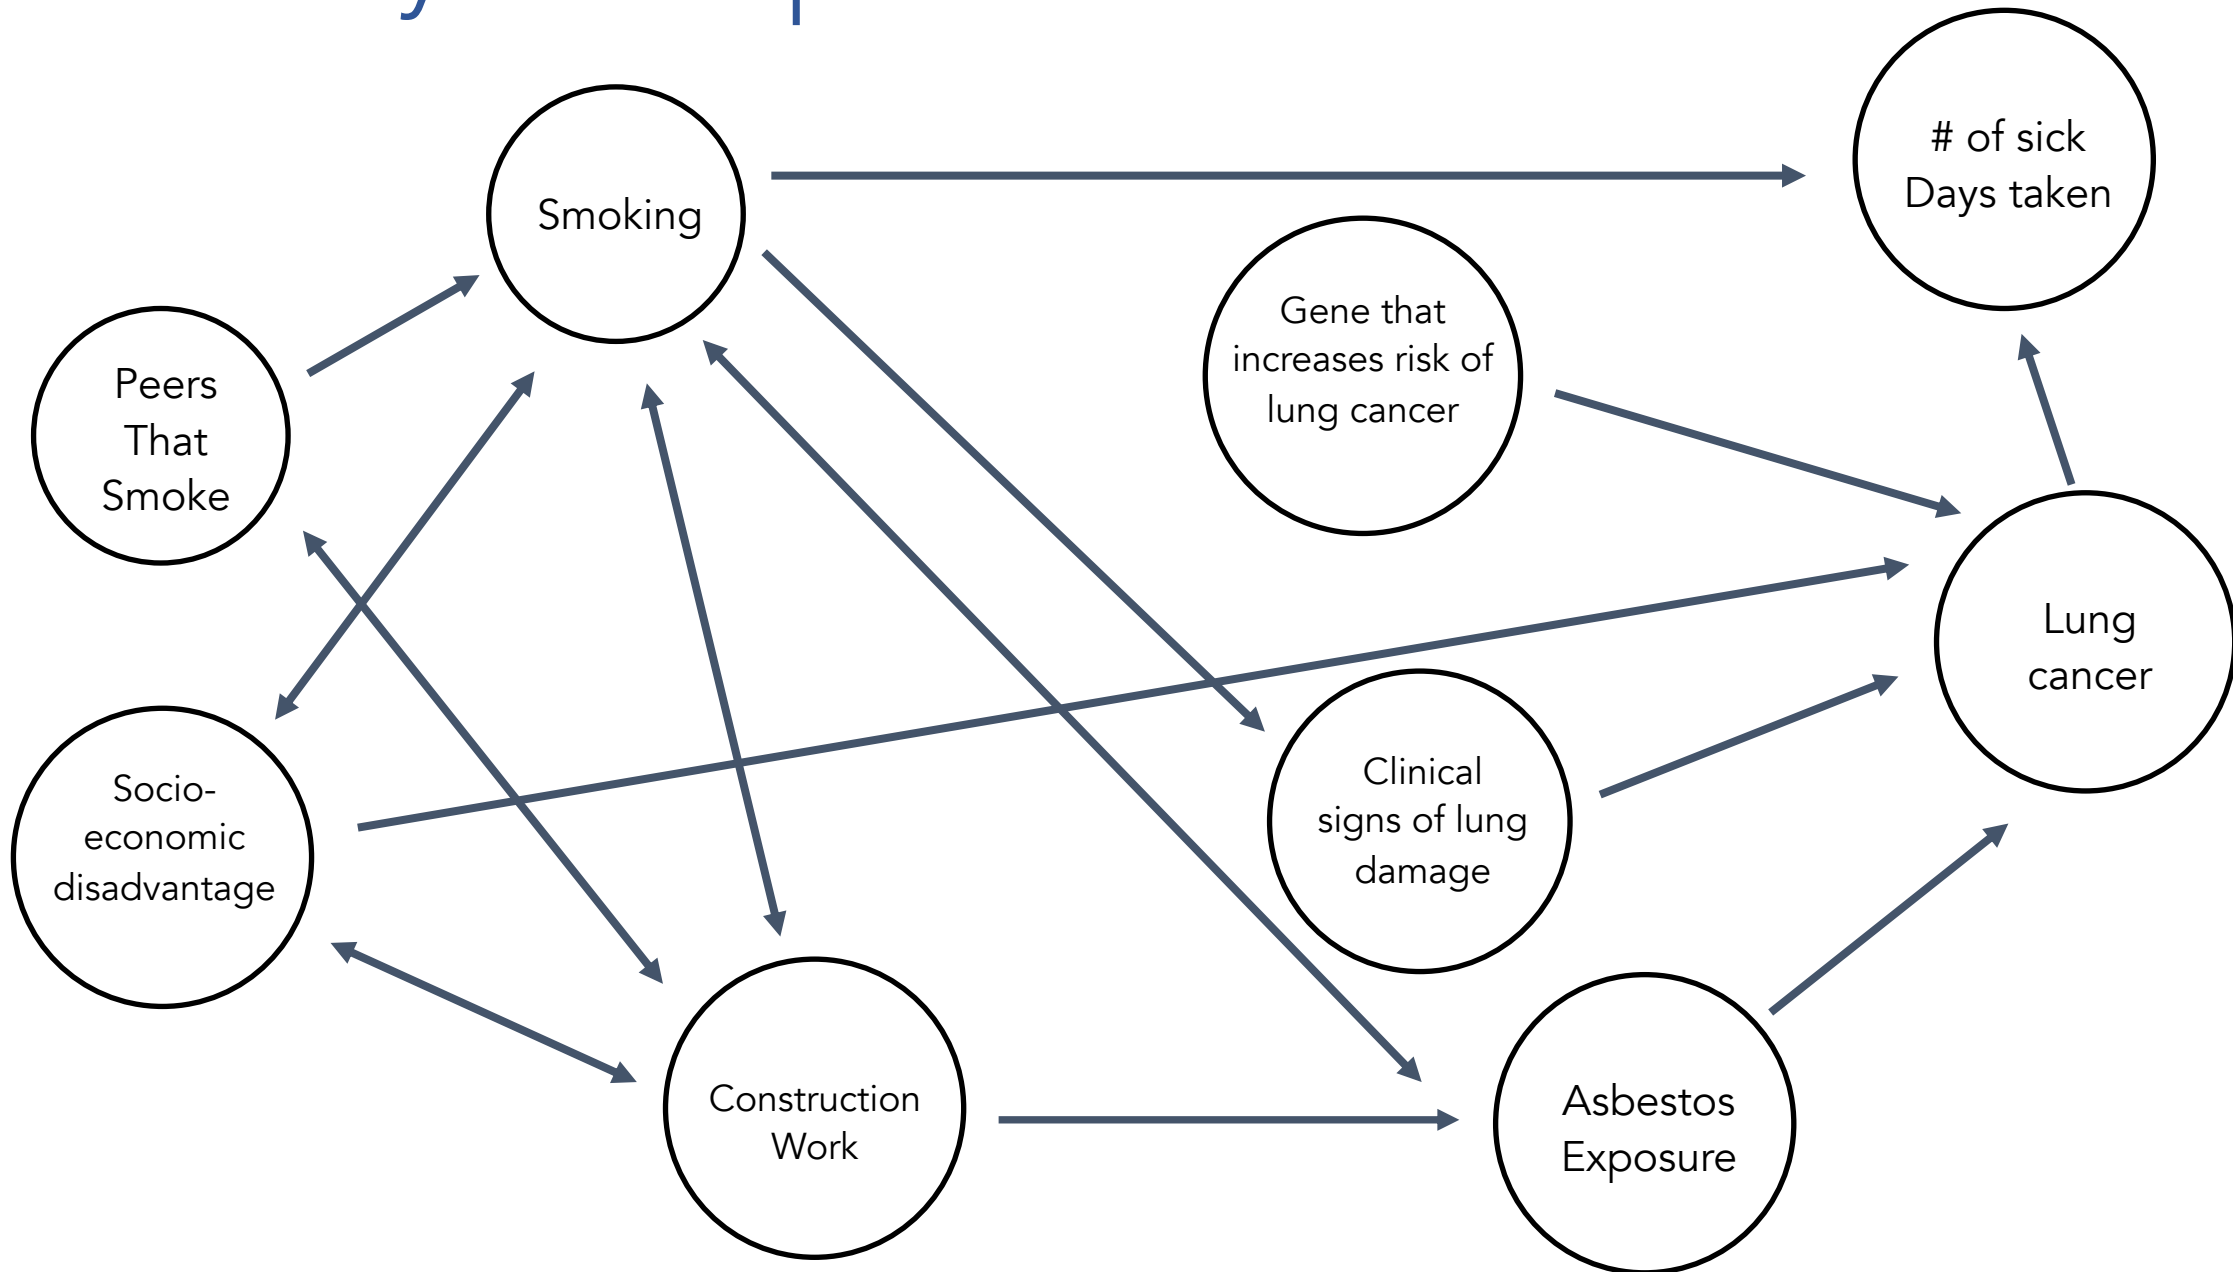 Smoking
# of sick
Days taken
Gene that
increases risk of
lung cancer
Peers
That
Smoke
Lung
cancer
Socio-
economic
disadvantage
Clinical
signs of lung
damage
Construction
Work
Asbestos
Exposure